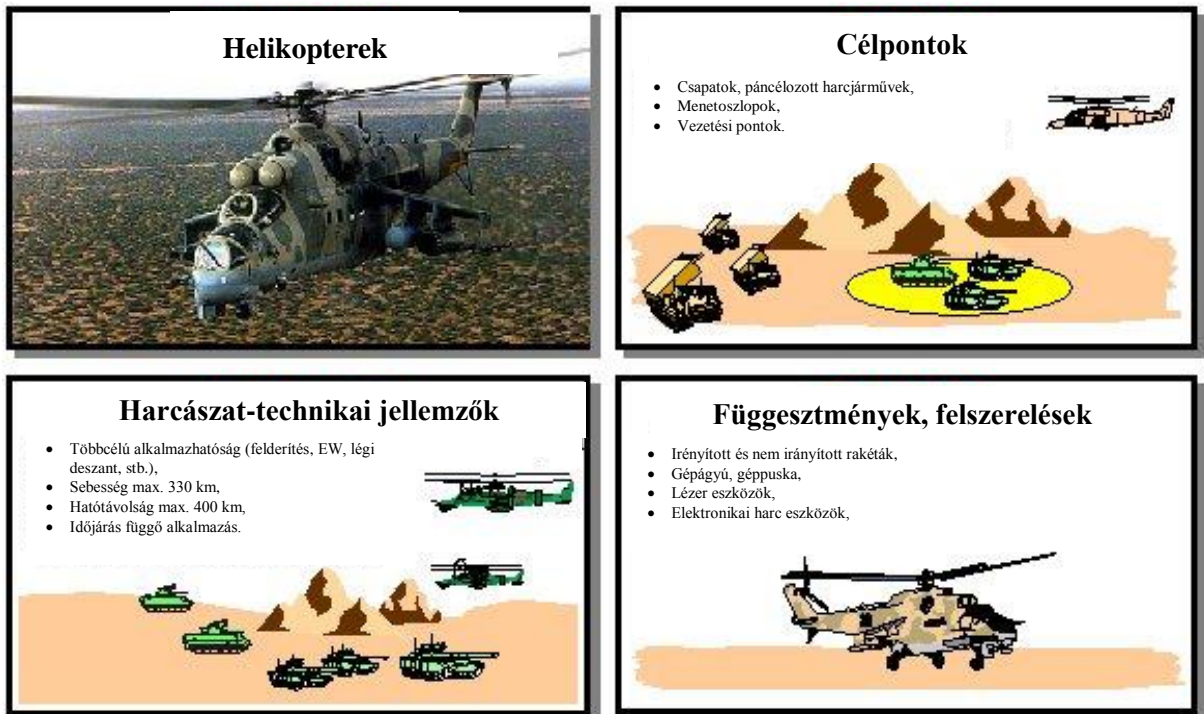 Helikopterek
Célpontok
• Csapatok, páncélozott harcjárművek,
• Menetoszlopok,
• Vezetési pontok.
Harcászat-technikai jellemzők
• Többcélú alkalmazhatóság (felderítés, EW, légi
deszant, stb.),
• Sebesség max. 330 km,
• Hatótávolság max. 400 km,
• Időjárás függő alkalmazás.
Függesztmények, felszerelések
• Irényított és nem irányított rakéták,
• Gépágyú, géppuska,
• Lézer eszközök,
• Elektronikai harc eszközök,